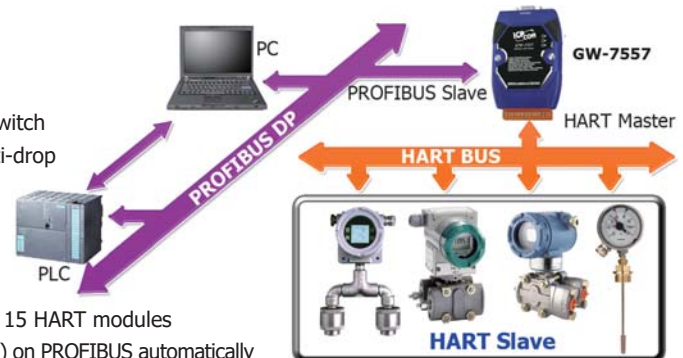 PC
GW-7557
PROFIBUS Slave
witch
HART Master
ti-drop
PROFIBUS DP
HART BUS
PLC
15 HART modules
HART Slave
) on PROFIBUS automatically